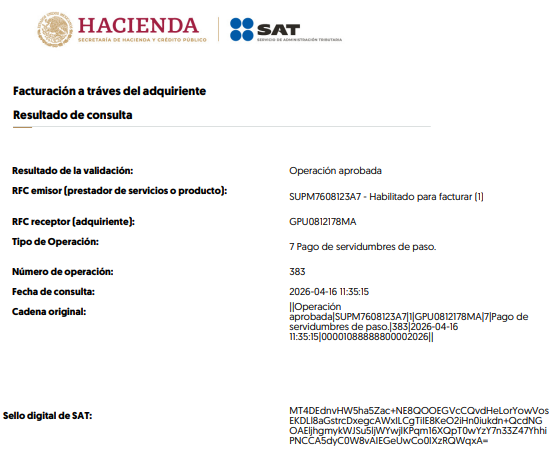 HACIENDA
SECRETARÍA DE HACIENDA Y CRÉDITO PÚBLICO
SAT
SERVICIO DE ADMINISTRACIÓN TRIBUTARIA
Facturación a tráves del adquiriente
Resultado de consulta
Resultado de la validación: Operación aprobada
RFC emisor (prestador de servicios o producto): SUPM7608123A7 - Habilitado para facturar (1)
RFC receptor (adquiriente): GPU0812178MA
Tipo de Operación: 7 Pago de servidumbres de paso.
Número de operación: 383
Fecha de consulta: 2026-04-16 11:35:15
Cadena original: ||Operación
aprobada|SUPM7608123A7|1|GPU0812178MA|7|Pago de
servidumbres de paso.|383|2026-04-16
11:35:15|00001088888800002026||
Sello digital de SAT: MT4DEdnvHW5ha5Zac+NE8QOOEGVcCQvdHeLorYowVos
EKDLl8aGstrcDxegcAWxILCgTiIE8KeO2iHn0iukdn+QcdNG
OAEljhgmykWJSu5ljWYwjlKPqm16XQpT0wYzY7n33Z47Yhhi
PNCCA5dyC0W8vAIEGeUwCo0IXzRQWqxA=